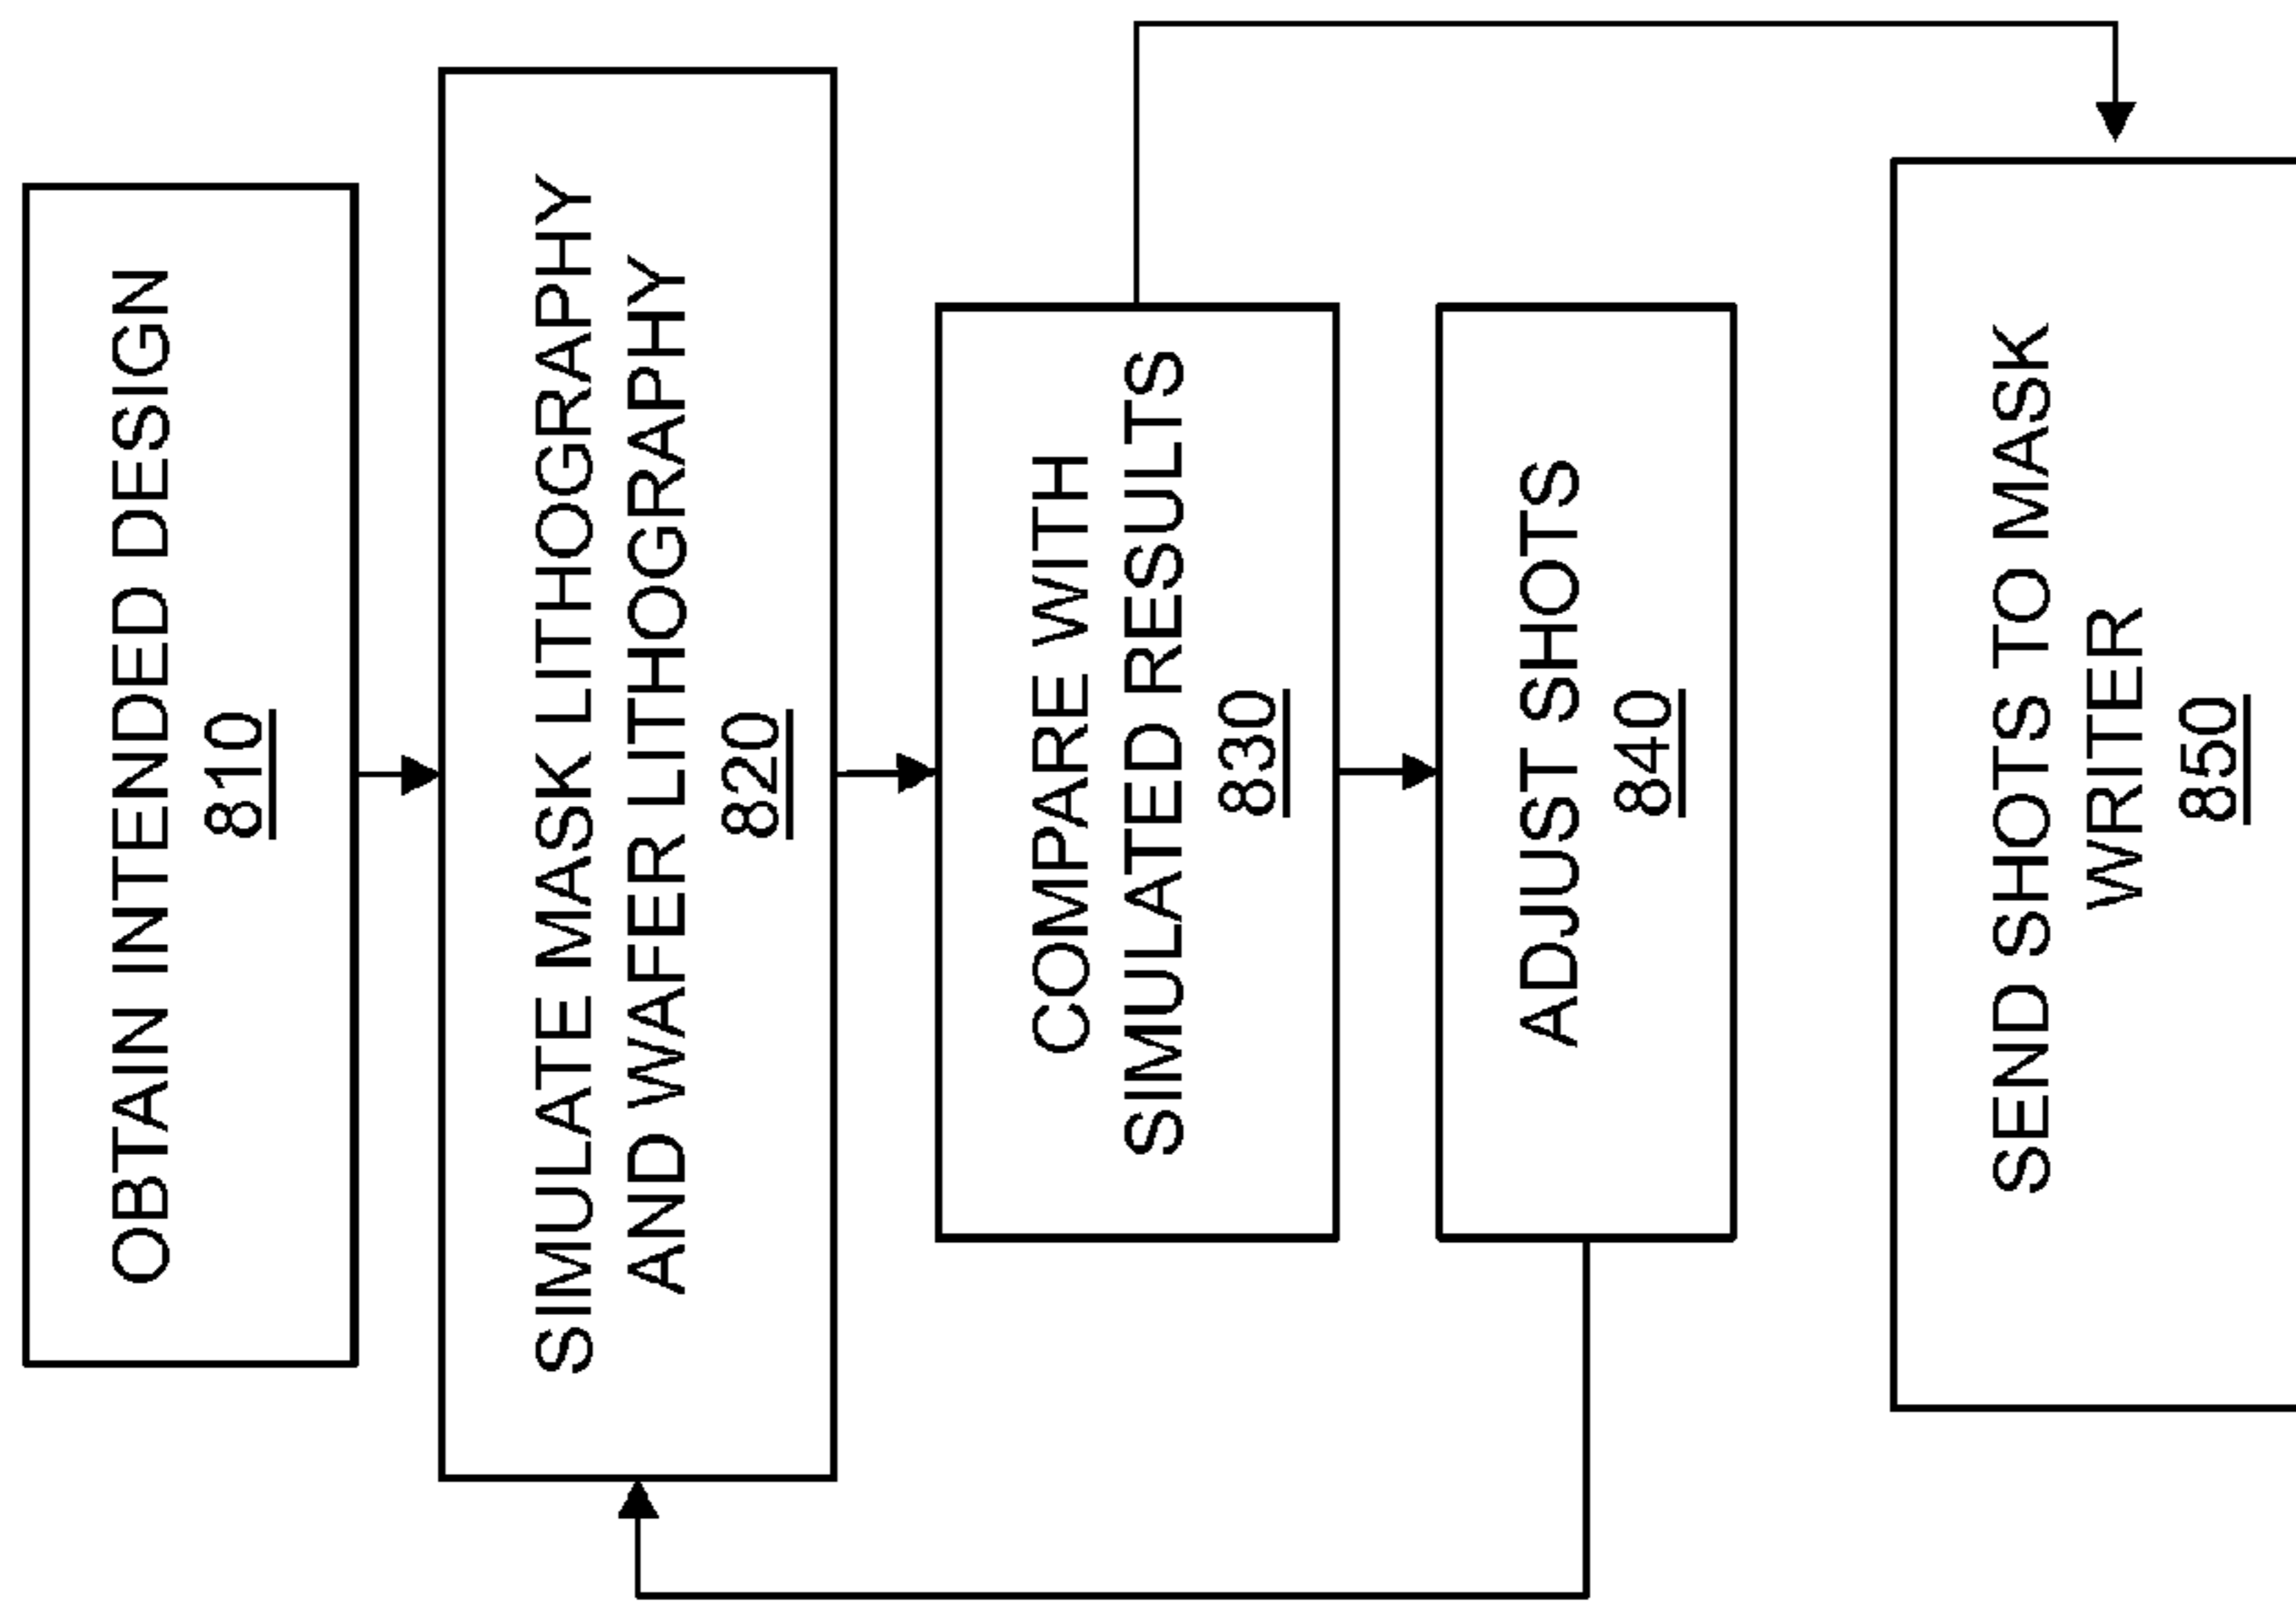 OBTAIN INTENDED DESIGN
810
SIMULATE MASK LITHOGRAPHY
AND WAFER LITHOGRAPHY
820
COMPARE WITH
SIMULATED RESULTS
830
ADJUST SHOTS
840
SEND SHOTS TO MASK
WRITER
850